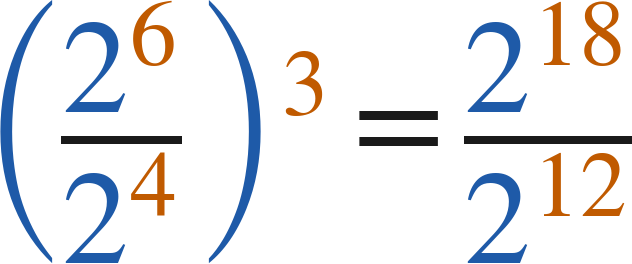 (2⁶/2⁴)³ = 2¹⁸/2¹²